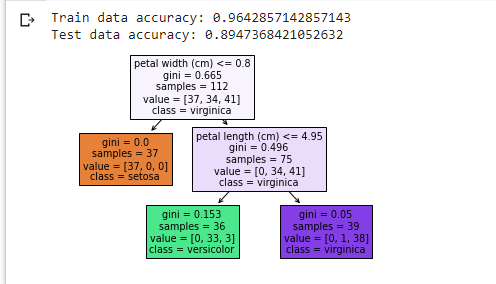 Train data accuracy: 0.9642857142857143
Test data accuracy: 0.8947368421052632
petal width (cm) <= 0.8
gini = 0.665
samples = 112
value = [37, 34, 41]
class = virginica
gini = 0.0
samples = 37
value = [37, 0, 0]
class = setosa
petal length (cm) <= 4.95
gini = 0.496
samples = 75
value = [0, 34, 41]
class = virginica
gini = 0.153
samples = 36
value = [0, 33, 3]
class = versicolor
gini = 0.05
samples = 39
value = [0, 1, 38]
class = virginica